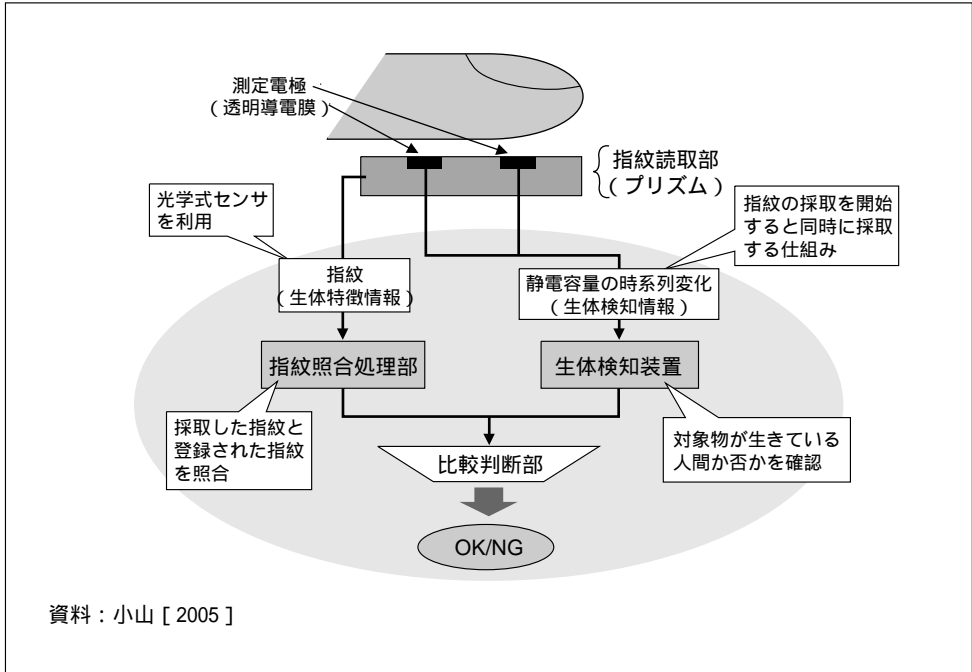 測定電極
（透明導電膜）
指紋読取部
（プリズム）
光学式センサ
を利用
指紋の採取を開始
すると同時に採取
する仕組み
指紋
（生体特徴情報）
静電容量の時系列変化
（生体検知情報）
指紋照合処理部
生体検知装置
採取した指紋と
登録された指紋
を照合
対象物が生きている
人間か否かを確認
比較判断部
OK/NG
資料：小山［2005］